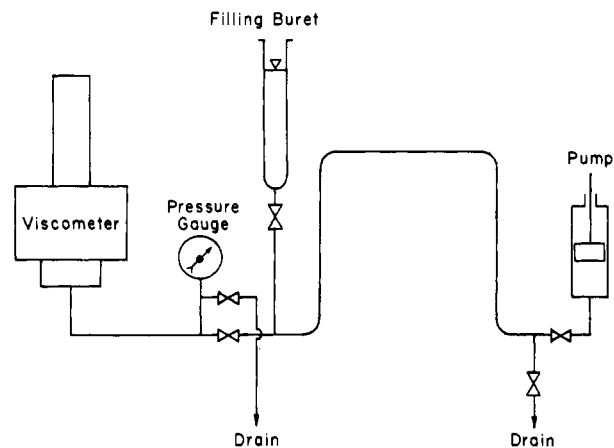 Filling Buret
Pump
Pressure
Gauge
Viscometer
Drain
Drain